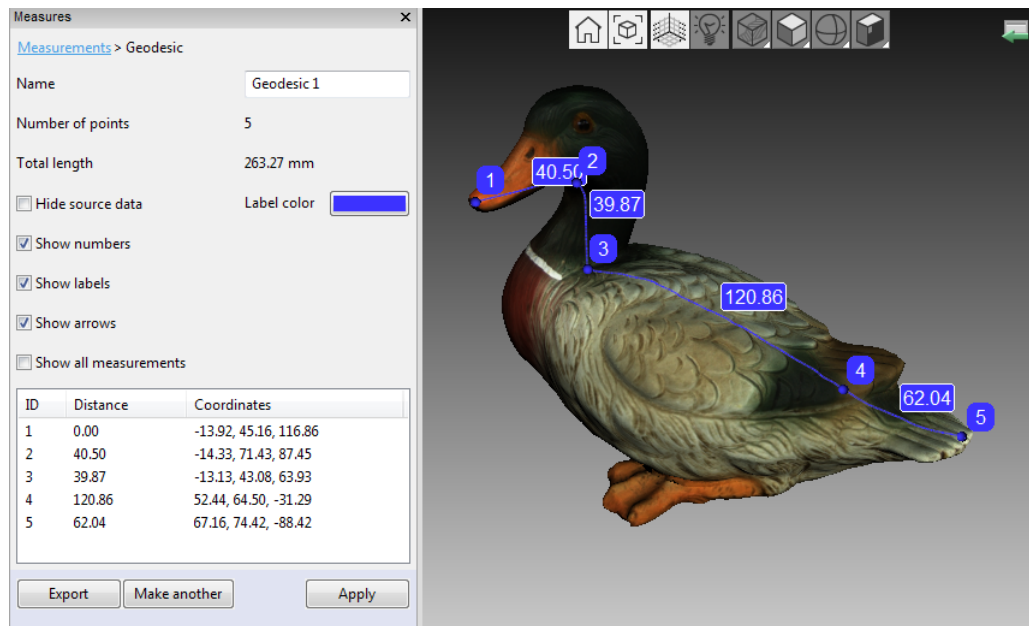 Measures
Measurements > Geodesic
Name Geodesic 1
Number of points 5
Total length 263.27 mm
Hide source data Label color
Show numbers
Show labels
Show arrows
Show all measurements
ID Distance Coordinates
1 0.00 -13.92, 45.16, 116.86
2 40.50 -14.33, 71.43, 87.45
3 39.87 -13.13, 43.08, 63.93
4 120.86 52.44, 64.50, -31.29
5 62.04 67.16, 74.42, -88.42
Export Make another Apply
1
40.50
2
39.87
3
120.86
4
62.04
5